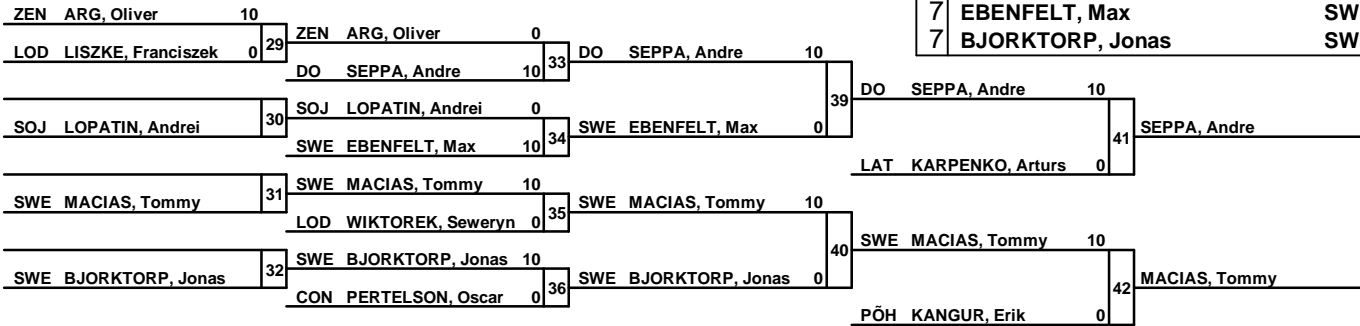 ZEN ARG, Oliver 10
7 EBENFELT, Max SW
29 ZEN ARG, Oliver 0
LOD LISZKE, Franciszek 0
7 BJORKTORP, Jonas SW
33 DO SEPPA, Andre 10
DO SEPPA, Andre 10
39 DO SEPPA, Andre 10
SOJ LOPATIN, Andrei 0
SOJ LOPATIN, Andrei 30
34 SWE EBENFELT, Max 0
41 SEPPA, Andre
SWE EBENFELT, Max 10
LAT KARPENKO, Arturs 0
31 SWE MACIAS, Tommy 10
SWE MACIAS, Tommy
35 SWE MACIAS, Tommy 10
LOD WIKTOREK, Seweryn 0
40 SWE MACIAS, Tommy 10
SWE BJORKTORP, Jonas 10
SWE BJORKTORP, Jonas 32
36 SWE BJORKTORP, Jonas 0
42 MACIAS, Tommy
CON PERTELSON, Oscar 0
PÕH KANGUR, Erik 0